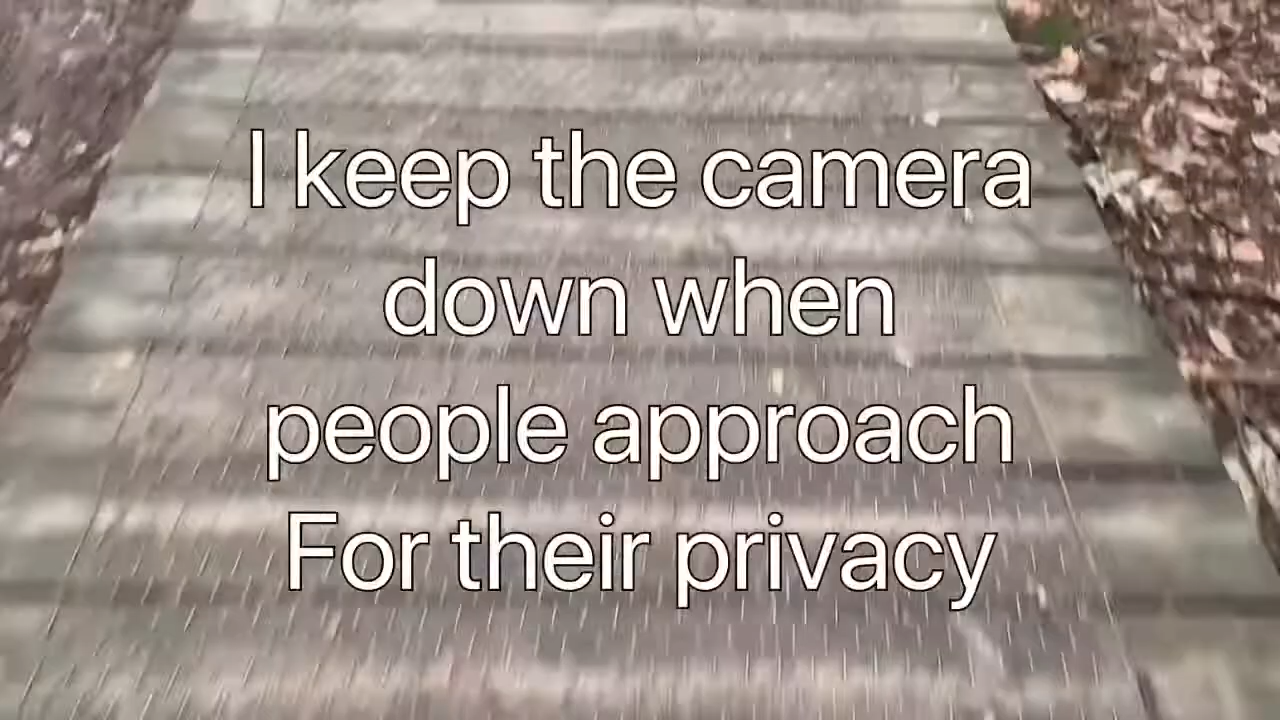 I keep the camera
down when
people approach
For their privacy